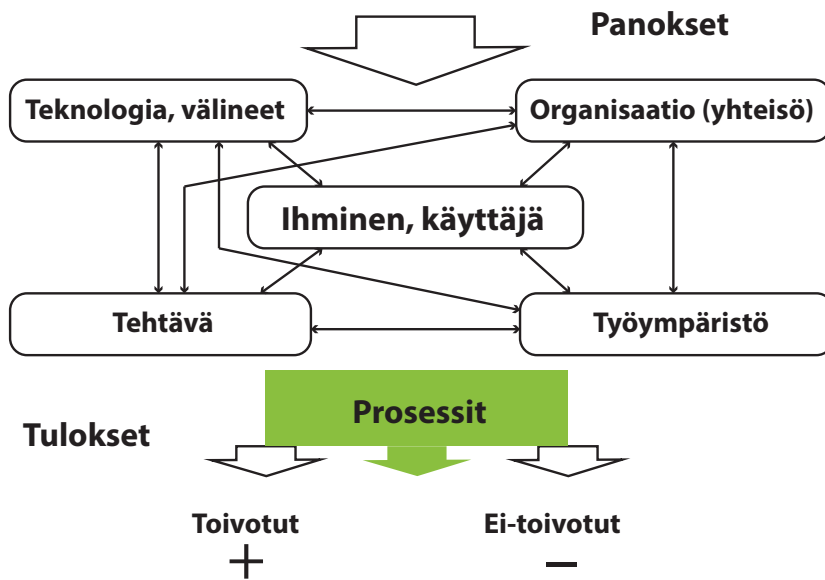 Panokset
Teknologia, välineet
Organisaatio (yhteisö)
Ihminen, käyttäjä
Tehtävä
Työympäristö
Prosessit
Tulokset
Toivotut
Ei-toivotut
+
−